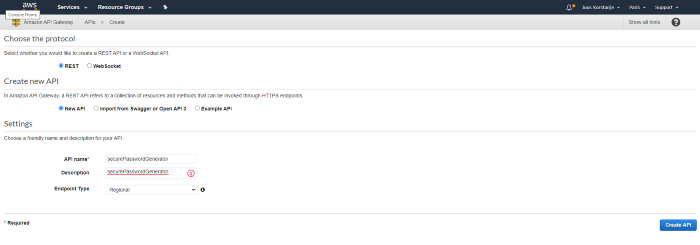 aws Services Resource Groups Joos Korstanje Paris Support
Console Home
Amazon API Gateway APIs > Create Show all hints ?
Choose the protocol
Select whether you would like to create a REST API or a WebSocket API.
REST WebSocket
Create new API
In Amazon API Gateway, a REST API refers to a collection of resources and methods that can be invoked through HTTPS endpoints.
New API Import from Swagger or Open API 3 Example API
Settings
Choose a friendly name and description for your API.
API name* securePasswordGenerator
Description securePasswordGenerator
Endpoint Type Regional
* Required Create API